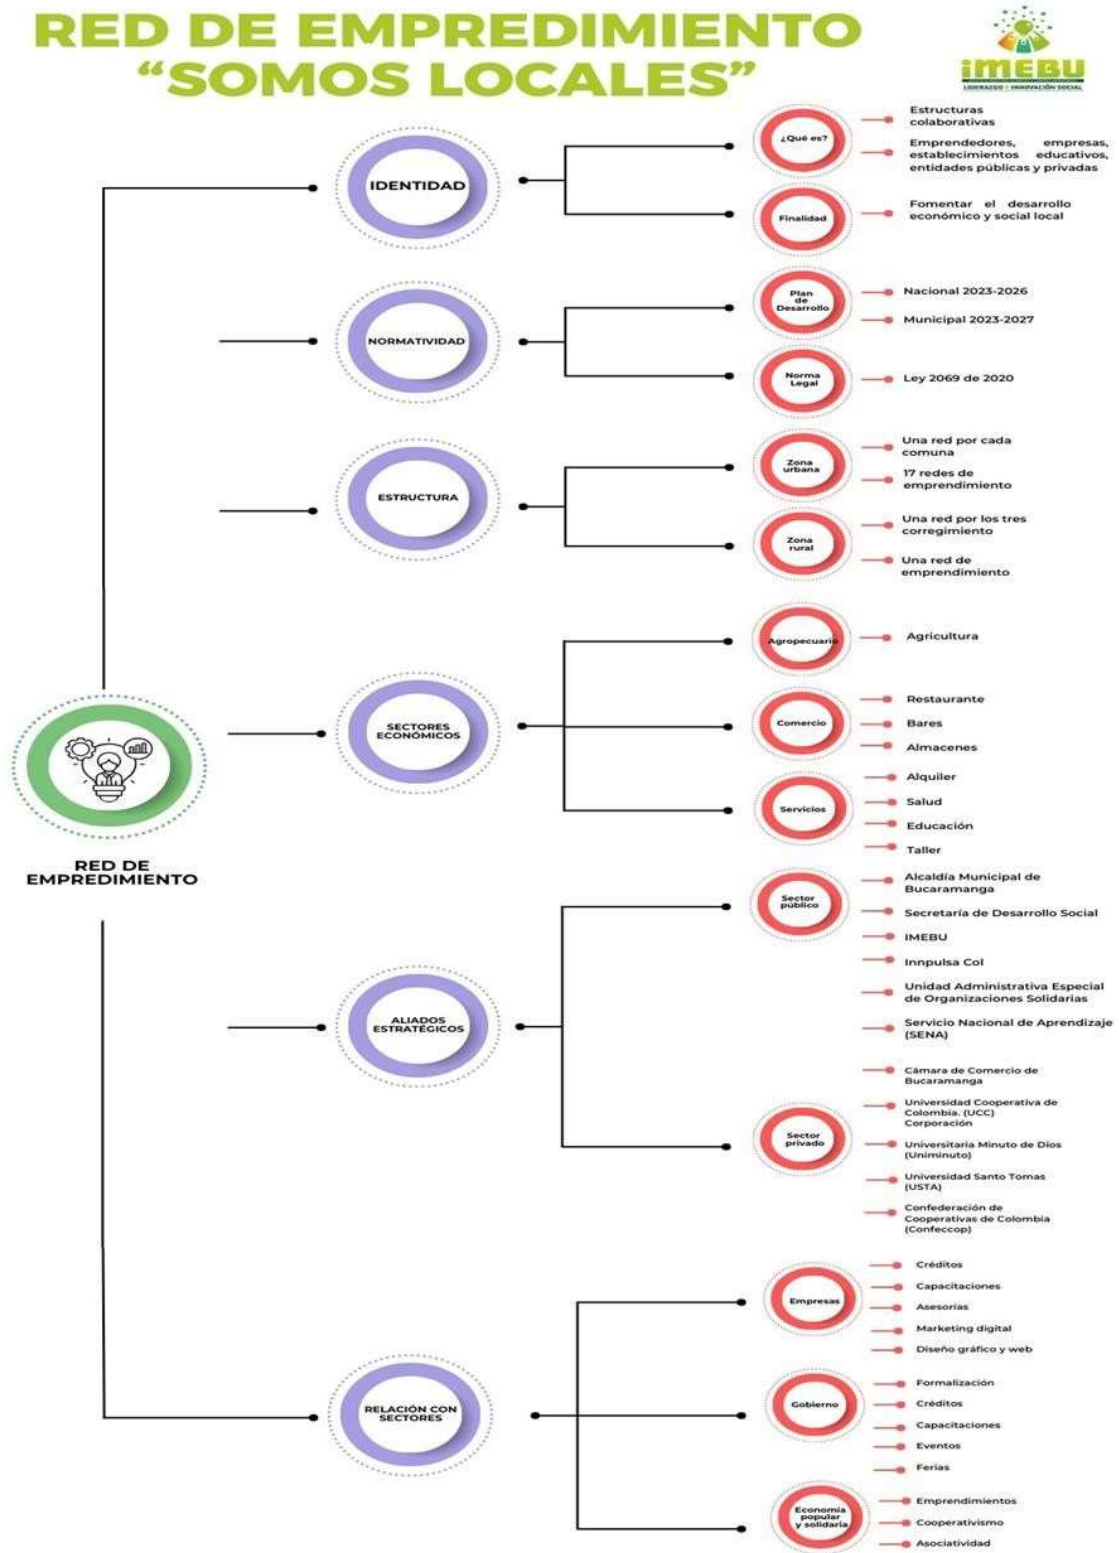 RED DE EMPREDIMIENTO
“SOMOS LOCALES”
imEBU
LIDERAZGO E INNOVACIÓN SOCIAL
IDENTIDAD
¿Qué es?
Estructuras
colaborativas
Emprendedores, empresas,
establecimientos educativos,
entidades públicas y privadas
Finalidad
Fomentar el desarrollo
económico y social local
NORMATIVIDAD
Plan
de
Desarrollo
Nacional 2023-2026
Municipal 2023-2027
Norma
Legal
Ley 2069 de 2020
ESTRUCTURA
Zona
urbana
Una red por cada
comuna
17 redes de
emprendimiento
Zona
rural
Una red por los tres
corregimiento
Una red de
emprendimiento
SECTORES
ECONÓMICOS
Agropecuario
Agricultura
Comercio
Restaurante
Bares
Almacenes
Servicios
Alquiler
Salud
Educación
Taller
RED DE
EMPREDIMIENTO
ALIADOS
ESTRATÉGICOS
Sector
público
Alcaldía Municipal de
Bucaramanga
Secretaría de Desarrollo Social
IMEBU
Innpulsa Col
Unidad Administrativa Especial
de Organizaciones Solidarias
Servicio Nacional de Aprendizaje
(SENA)
Sector
privado
Cámara de Comercio de
Bucaramanga
Universidad Cooperativa de
Colombia. (UCC)
Corporación
Universitaria Minuto de Dios
(Uniminuto)
Universidad Santo Tomas
(USTA)
Confederación de
Cooperativas de Colombia
(Confeccop)
RELACIÓN CON
SECTORES
Empresas
Créditos
Capacitaciones
Asesorías
Marketing digital
Diseño gráfico y web
Gobierno
Formalización
Créditos
Capacitaciones
Eventos
Ferias
Economía
popular
y solidaria
Emprendimientos
Cooperativismo
Asociatividad